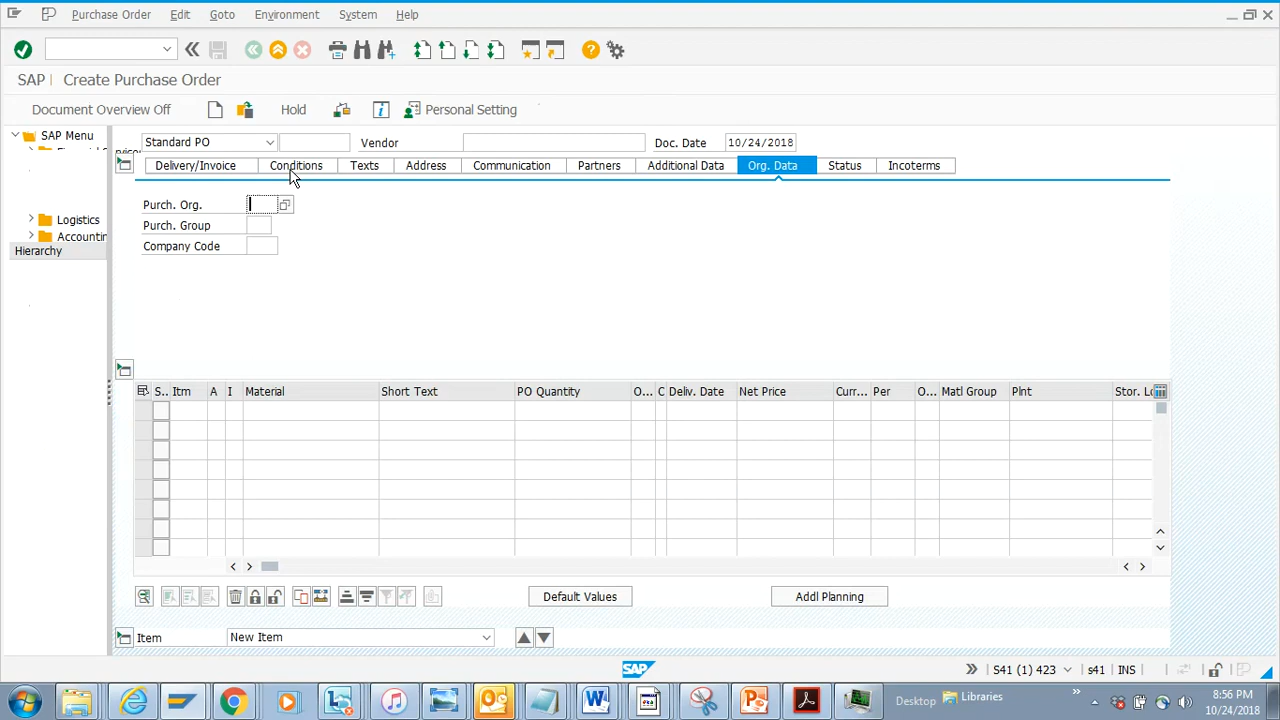 Purchase Order Edit Goto Environment System Help
SAP Create Purchase Order
Document Overview Off Hold Personal Setting
SAP Menu
Standard PO Vendor Doc. Date 10/24/2018
Delivery/Invoice Conditions Texts Address Communication Partners Additional Data Org. Data Status Incoterms
Purch. Org.
Purch. Group
Company Code
Logistics
Accountin
Hierarchy
S.. Itm A I Material Short Text PO Quantity O... C Deliv. Date Net Price Curr... Per O... Matl Group Plnt Stor. Lo
Default Values Addl Planning
Item New Item
SAP S41 (1) 423 s41 INS
Desktop Libraries 8:56 PM
10/24/2018